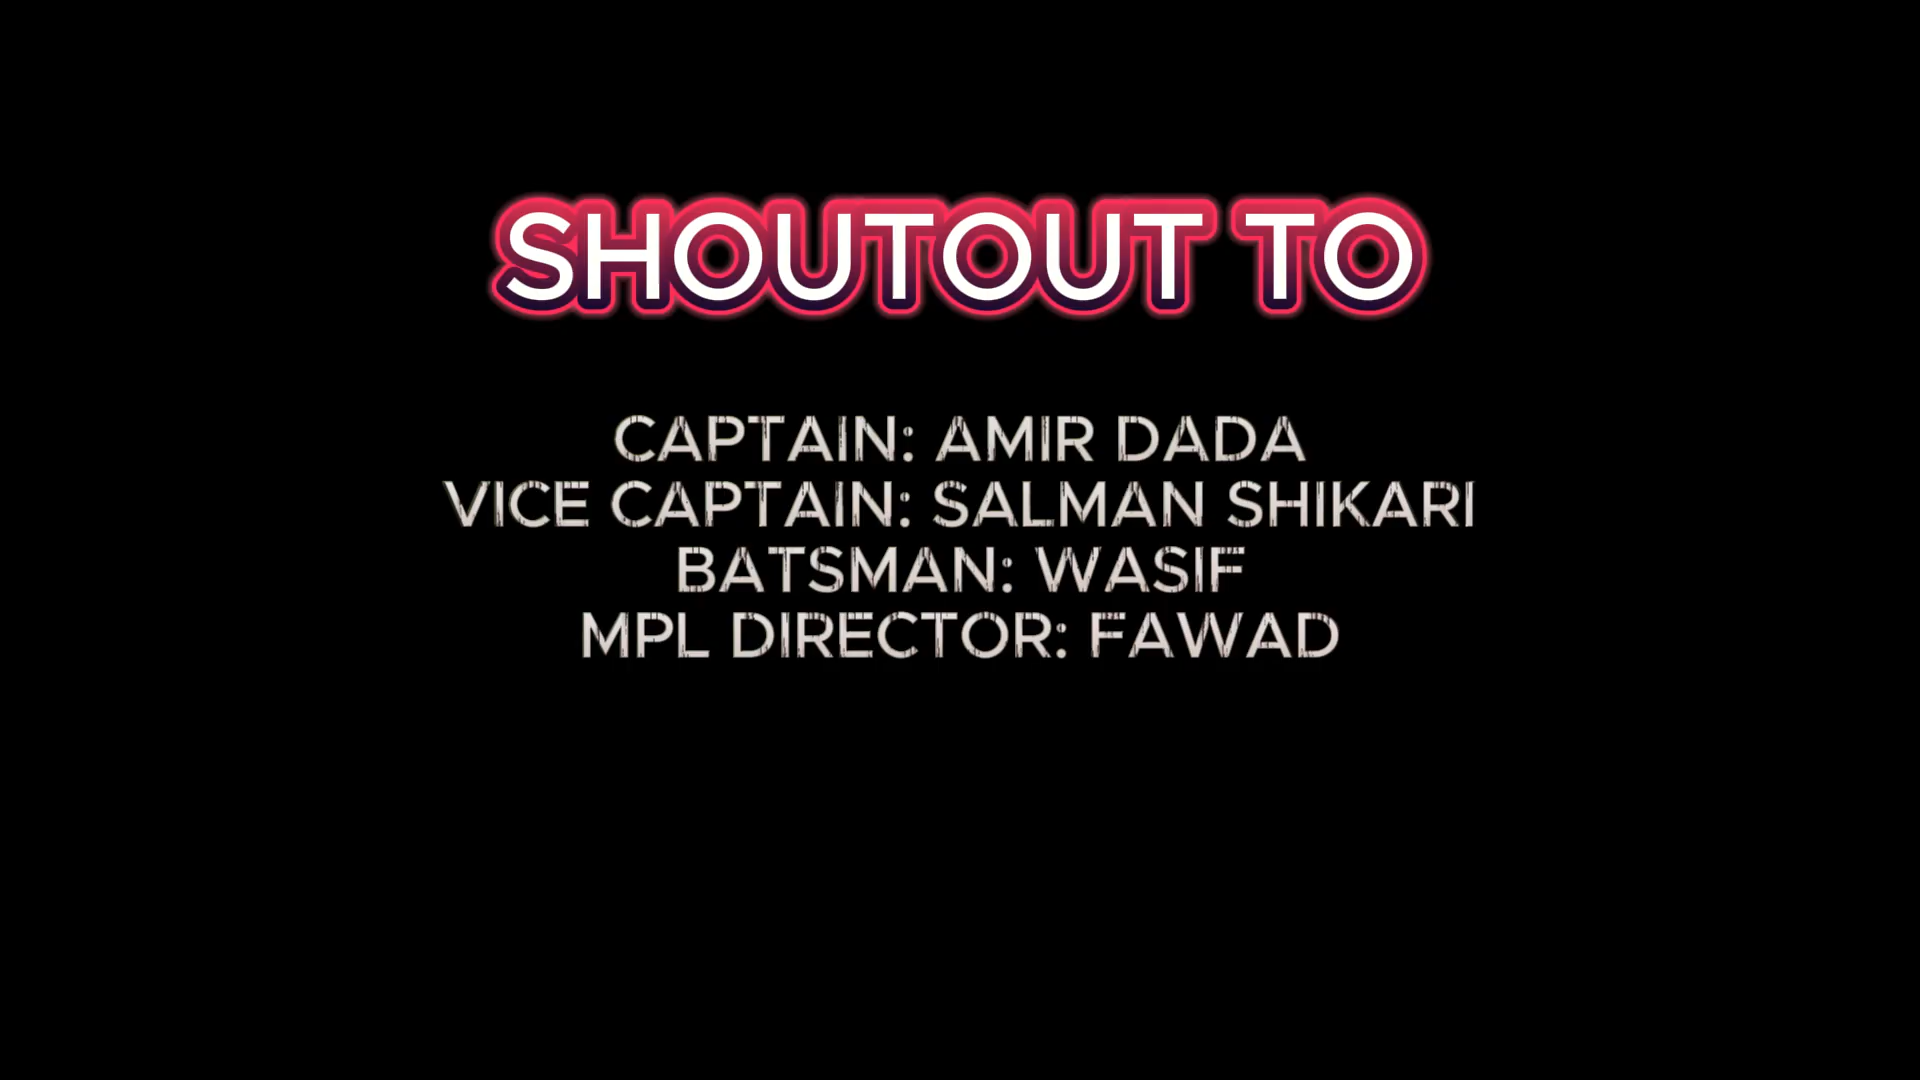 SHOUTOUT TO
CAPTAIN: AMIR DADA
VICE CAPTAIN: SALMAN SHIKARI
BATSMAN: WASIF
MPL DIRECTOR: FAWAD